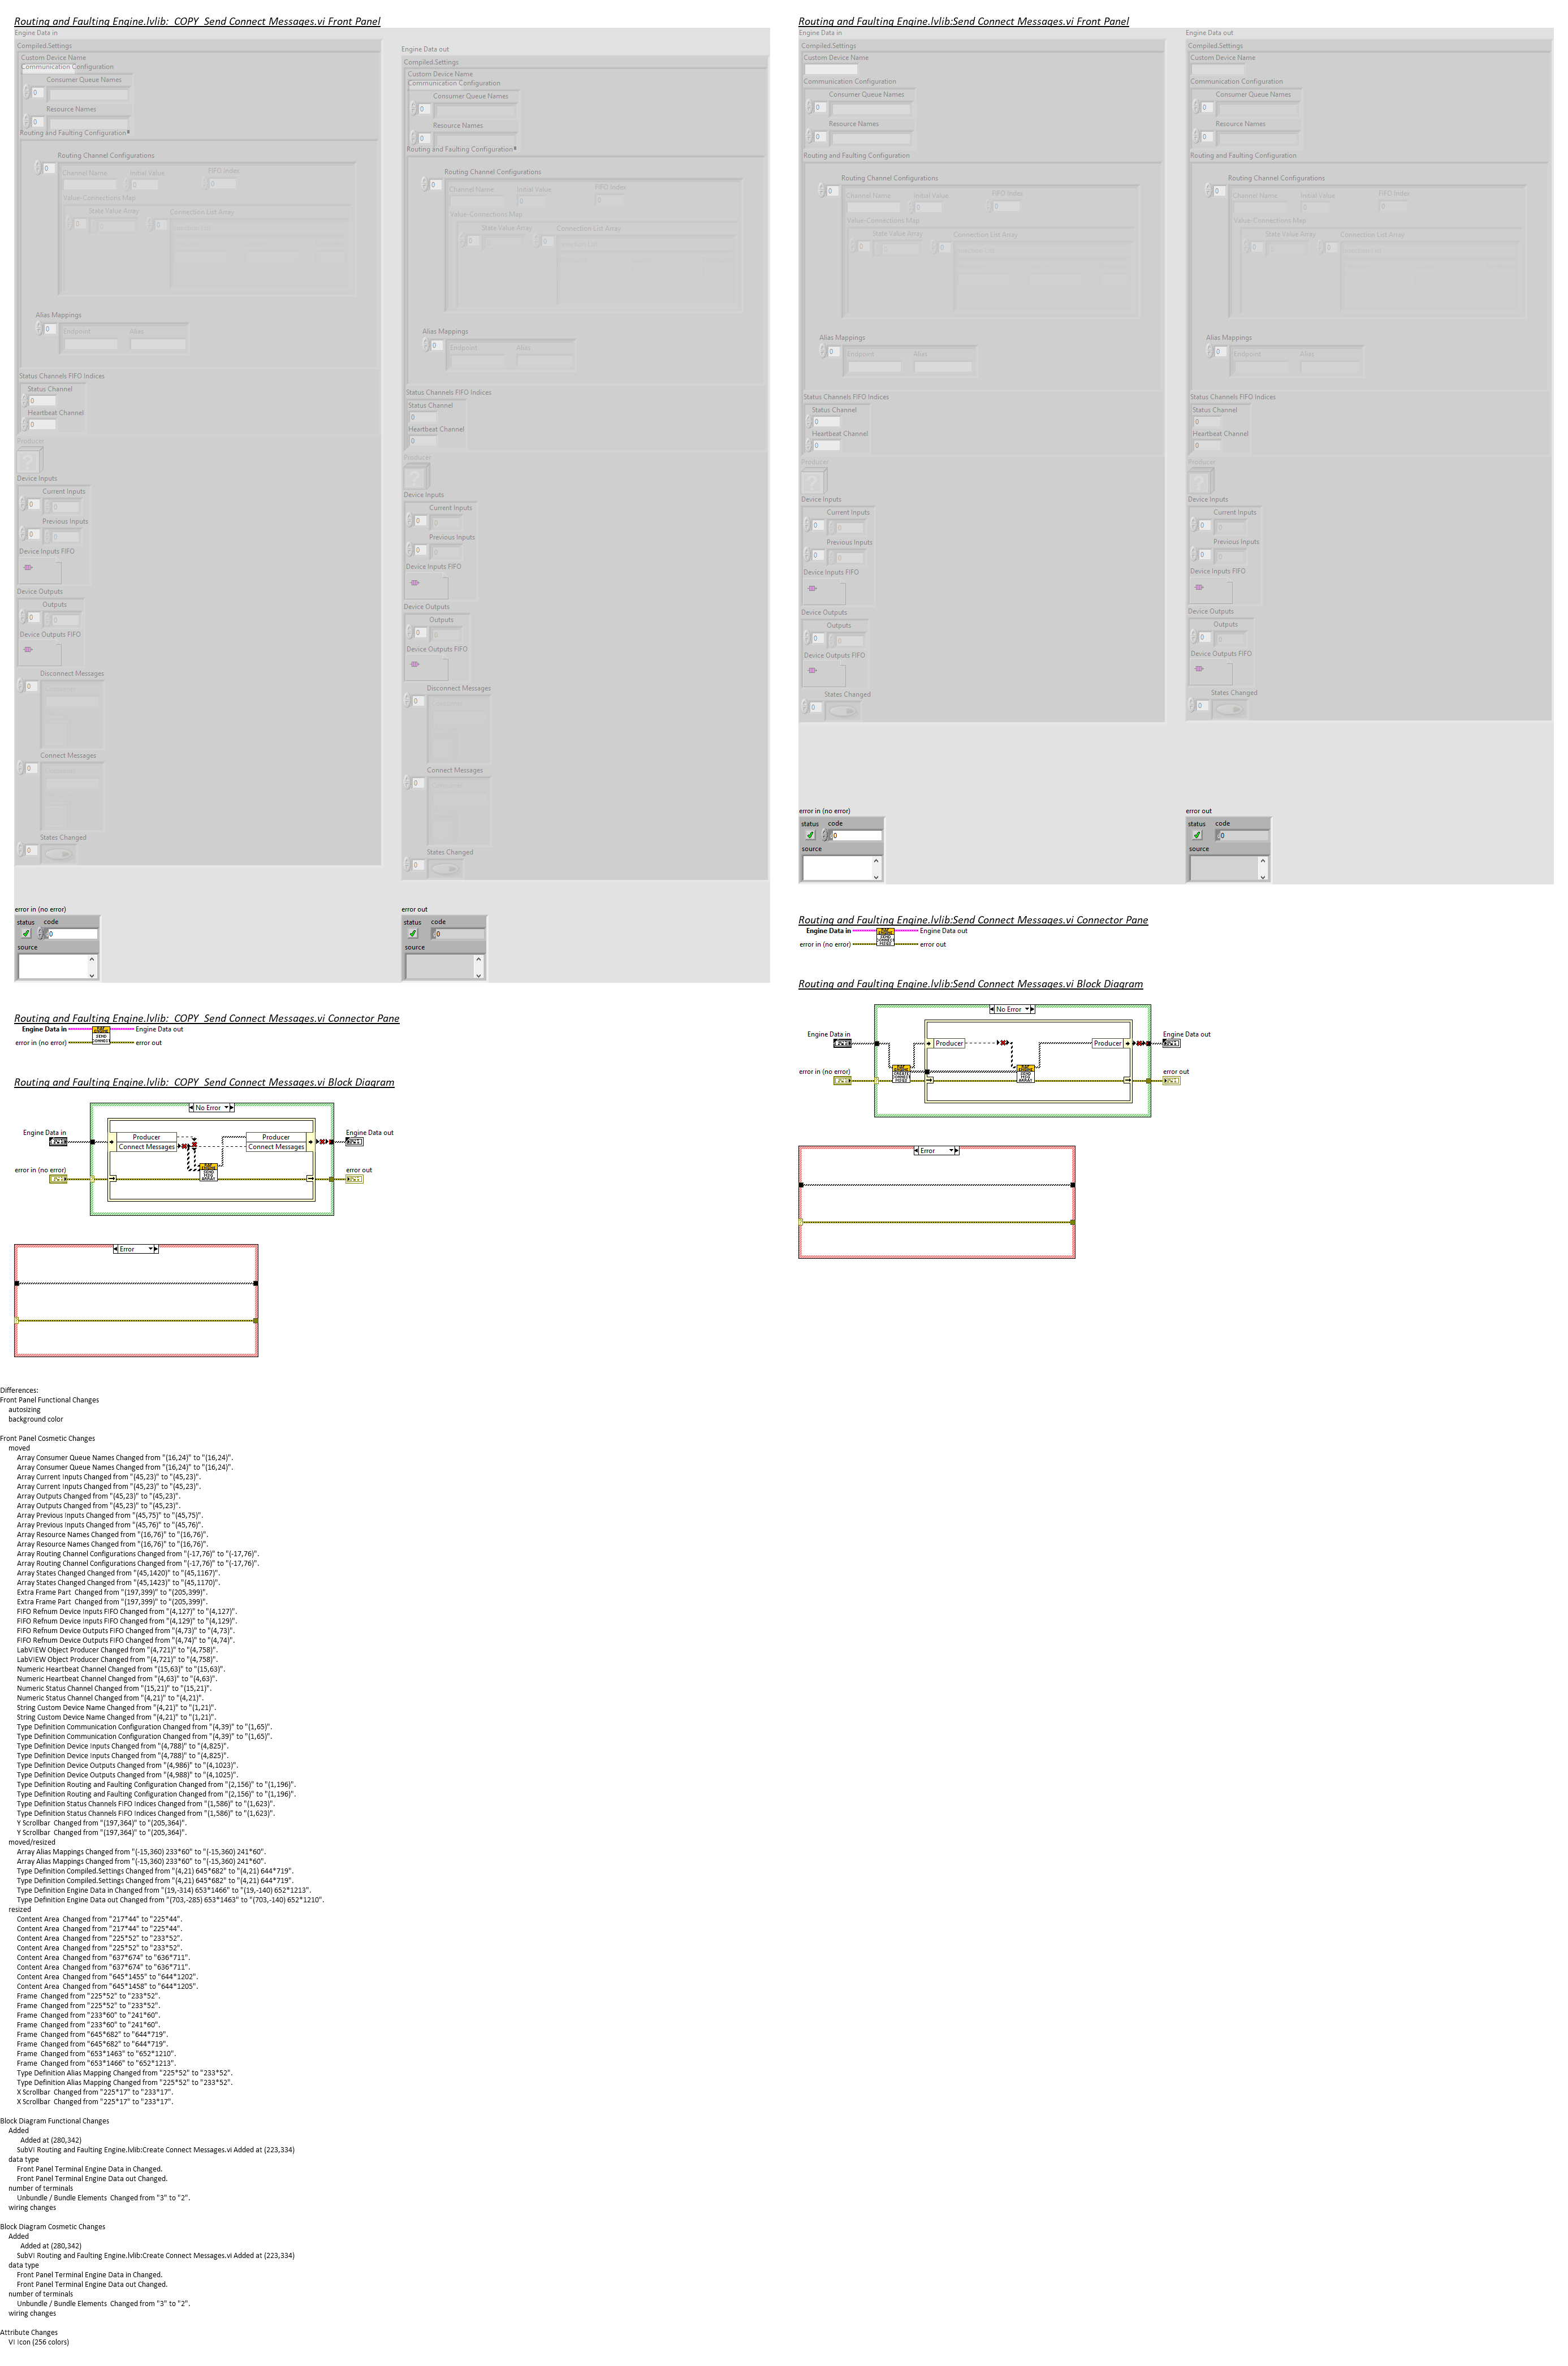 Routing and Faulting Engine.lvlib:_COPY_Send Connect Messages.vi Front Panel
Engine Data in
Compiled.Settings
Custom Device Name
Communication Configuration
Consumer Queue Names
0
Resource Names
0
Routing and Faulting Configuration
Routing Channel Configurations
0
Channel Name Initial Value FIFO Index
0 0
Value-Connections Map
State Value Array Connection List Array
0 0 0
Alias Mappings
0
Endpoint Alias
Status Channels FIFO Indices
Status Channel
0
Heartbeat Channel
0
Producer
Device Inputs
Current Inputs
0 0
Previous Inputs
0 0
Device Inputs FIFO
Device Outputs
Outputs
0 0
Device Outputs FIFO
Disconnect Messages
0
Connect Messages
0
States Changed
0
error in (no error)
status code
0
source
Engine Data out
Compiled.Settings
Custom Device Name
Communication Configuration
Consumer Queue Names
0
Resource Names
0
Routing and Faulting Configuration
Routing Channel Configurations
0
Channel Name Initial Value FIFO Index
0 0
Value-Connections Map
State Value Array Connection List Array
0 0
Alias Mappings
0
Endpoint Alias
Status Channels FIFO Indices
Status Channel
0
Heartbeat Channel
0
Producer
Device Inputs
Current Inputs
0 0
Previous Inputs
0 0
Device Inputs FIFO
Device Outputs
Outputs
0 0
Device Outputs FIFO
Disconnect Messages
0
Connect Messages
0
States Changed
0
error out
status code
0
source
Routing and Faulting Engine.lvlib:_COPY_Send Connect Messages.vi Connector Pane
Engine Data in Engine Data out
error in (no error) error out
SEND
CONNECT
Routing and Faulting Engine.lvlib:_COPY_Send Connect Messages.vi Block Diagram
No Error
Engine Data in
Producer
Connect Messages
Producer
Connect Messages
Engine Data out
error in (no error)
SEND
MSG
ARRAY
error out
Error
Routing and Faulting Engine.lvlib:Send Connect Messages.vi Front Panel
Engine Data in
Compiled.Settings
Custom Device Name
Communication Configuration
Consumer Queue Names
0
Resource Names
0
Routing and Faulting Configuration
Routing Channel Configurations
0
Channel Name Initial Value FIFO Index
0 0
Value-Connections Map
State Value Array Connection List Array
0 0 0
Alias Mappings
0
Endpoint Alias
Status Channels FIFO Indices
Status Channel
0
Heartbeat Channel
0
Producer
Device Inputs
Current Inputs
0 0
Previous Inputs
0 0
Device Inputs FIFO
Device Outputs
Outputs
0 0
Device Outputs FIFO
States Changed
0
error in (no error)
status code
0
source
Engine Data out
Compiled.Settings
Custom Device Name
Communication Configuration
Consumer Queue Names
0
Resource Names
0
Routing and Faulting Configuration
Routing Channel Configurations
0
Channel Name Initial Value FIFO Index
0 0
Value-Connections Map
State Value Array Connection List Array
0 0
Alias Mappings
0
Endpoint Alias
Status Channels FIFO Indices
Status Channel
0
Heartbeat Channel
0
Producer
Device Inputs
Current Inputs
0 0
Previous Inputs
0 0
Device Inputs FIFO
Device Outputs
Outputs
0 0
Device Outputs FIFO
States Changed
0
error out
status code
0
source
Routing and Faulting Engine.lvlib:Send Connect Messages.vi Connector Pane
Engine Data in Engine Data out
error in (no error) error out
SEND
CONNECT
Routing and Faulting Engine.lvlib:Send Connect Messages.vi Block Diagram
No Error
Engine Data in
Producer
Producer
Engine Data out
error in (no error)
CREATE
CONNECT
SEND
MSG
ARRAY
error out
Error
Differences:
Front Panel Functional Changes
autosizing
background color
Front Panel Cosmetic Changes
moved
Array Consumer Queue Names Changed from "(16,24)" to "(16,24)".
Array Consumer Queue Names Changed from "(16,24)" to "(16,24)".
Array Current Inputs Changed from "(45,23)" to "(45,23)".
Array Current Inputs Changed from "(45,23)" to "(45,23)".
Array Outputs Changed from "(45,23)" to "(45,23)".
Array Outputs Changed from "(45,23)" to "(45,23)".
Array Previous Inputs Changed from "(45,75)" to "(45,75)".
Array Previous Inputs Changed from "(45,76)" to "(45,76)".
Array Resource Names Changed from "(16,76)" to "(16,76)".
Array Resource Names Changed from "(16,76)" to "(16,76)".
Array Routing Channel Configurations Changed from "(-17,76)" to "(-17,76)".
Array Routing Channel Configurations Changed from "(-17,76)" to "(-17,76)".
Array States Changed Changed from "(45,1420)" to "(45,1167)".
Array States Changed Changed from "(45,1423)" to "(45,1170)".
Extra Frame Part  Changed from "(197,399)" to "(205,399)".
Extra Frame Part  Changed from "(197,399)" to "(205,399)".
FIFO Refnum Device Inputs FIFO Changed from "(4,127)" to "(4,127)".
FIFO Refnum Device Inputs FIFO Changed from "(4,129)" to "(4,129)".
FIFO Refnum Device Outputs FIFO Changed from "(4,73)" to "(4,73)".
FIFO Refnum Device Outputs FIFO Changed from "(4,74)" to "(4,74)".
LabVIEW Object Producer Changed from "(4,721)" to "(4,758)".
LabVIEW Object Producer Changed from "(4,721)" to "(4,758)".
Numeric Heartbeat Channel Changed from "(15,63)" to "(15,63)".
Numeric Heartbeat Channel Changed from "(4,63)" to "(4,63)".
Numeric Status Channel Changed from "(15,21)" to "(15,21)".
Numeric Status Channel Changed from "(4,21)" to "(4,21)".
String Custom Device Name Changed from "(4,21)" to "(1,21)".
String Custom Device Name Changed from "(4,21)" to "(1,21)".
Type Definition Communication Configuration Changed from "(4,39)" to "(1,65)".
Type Definition Communication Configuration Changed from "(4,39)" to "(1,65)".
Type Definition Device Inputs Changed from "(4,788)" to "(4,825)".
Type Definition Device Inputs Changed from "(4,788)" to "(4,825)".
Type Definition Device Outputs Changed from "(4,986)" to "(4,1023)".
Type Definition Device Outputs Changed from "(4,988)" to "(4,1025)".
Type Definition Routing and Faulting Configuration Changed from "(2,156)" to "(1,196)".
Type Definition Routing and Faulting Configuration Changed from "(2,156)" to "(1,196)".
Type Definition Status Channels FIFO Indices Changed from "(1,586)" to "(1,623)".
Type Definition Status Channels FIFO Indices Changed from "(1,586)" to "(1,623)".
Y Scrollbar  Changed from "(197,364)" to "(205,364)".
Y Scrollbar  Changed from "(197,364)" to "(205,364)".
moved/resized
Array Alias Mappings Changed from "(-15,360) 233*60" to "(-15,360) 241*60".
Array Alias Mappings Changed from "(-15,360) 233*60" to "(-15,360) 241*60".
Type Definition Compiled.Settings Changed from "(4,21) 645*682" to "(4,21) 644*719".
Type Definition Compiled.Settings Changed from "(4,21) 645*682" to "(4,21) 644*719".
Type Definition Engine Data in Changed from "(19,-314) 653*1466" to "(19,-140) 652*1213".
Type Definition Engine Data out Changed from "(703,-285) 653*1463" to "(703,-140) 652*1210".
resized
Content Area  Changed from "217*44" to "225*44".
Content Area  Changed from "217*44" to "225*44".
Content Area  Changed from "225*52" to "233*52".
Content Area  Changed from "225*52" to "233*52".
Content Area  Changed from "637*674" to "636*711".
Content Area  Changed from "637*674" to "636*711".
Content Area  Changed from "645*1455" to "644*1202".
Content Area  Changed from "645*1458" to "644*1205".
Frame  Changed from "225*52" to "233*52".
Frame  Changed from "225*52" to "233*52".
Frame  Changed from "233*60" to "241*60".
Frame  Changed from "233*60" to "241*60".
Frame  Changed from "645*682" to "644*719".
Frame  Changed from "645*682" to "644*719".
Frame  Changed from "653*1463" to "652*1210".
Frame  Changed from "653*1466" to "652*1213".
Type Definition Alias Mapping Changed from "225*52" to "233*52".
Type Definition Alias Mapping Changed from "225*52" to "233*52".
X Scrollbar  Changed from "225*17" to "233*17".
X Scrollbar  Changed from "225*17" to "233*17".
Block Diagram Functional Changes
Added
Added at (280,342)
SubVI Routing and Faulting Engine.lvlib:Create Connect Messages.vi Added at (223,334)
data type
Front Panel Terminal Engine Data in Changed.
Front Panel Terminal Engine Data out Changed.
number of terminals
Unbundle / Bundle Elements  Changed from "3" to "2".
wiring changes
Block Diagram Cosmetic Changes
Added
Added at (280,342)
SubVI Routing and Faulting Engine.lvlib:Create Connect Messages.vi Added at (223,334)
data type
Front Panel Terminal Engine Data in Changed.
Front Panel Terminal Engine Data out Changed.
number of terminals
Unbundle / Bundle Elements  Changed from "3" to "2".
wiring changes
Attribute Changes
VI Icon (256 colors)